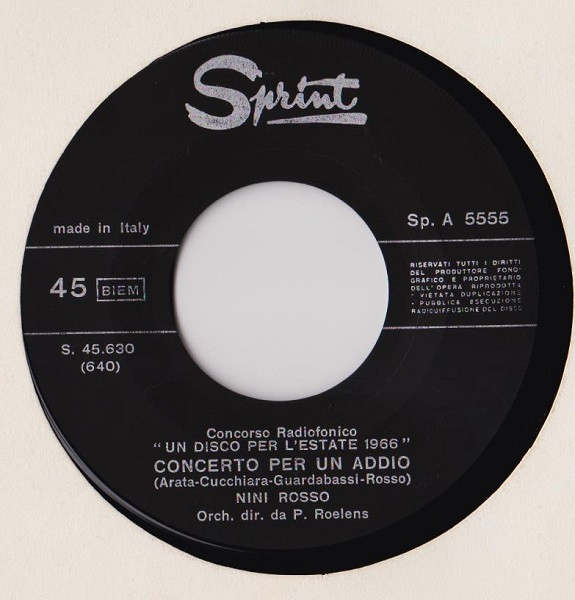 Sprint
made in Italy
Sp. A 5555
45 BIEM
RISERVATI TUTTI I DIRITTI
DEL PRODUTTORE FONO-
GRAFICO E PROPRIETARIO
DELL'OPERA RIPRODOTTA
- VIETATA DUPLICAZIONE
- PUBBLICA ESECUZIONE
RADIODIFFUSIONE DEL DISCO
S. 45.630
(640)
Concorso Radiofonico
"UN DISCO PER L'ESTATE 1966"
CONCERTO PER UN ADDIO
(Arata-Cucchiara-Guardabassi-Rosso)
NINI ROSSO
Orch. dir. da P. Roelens